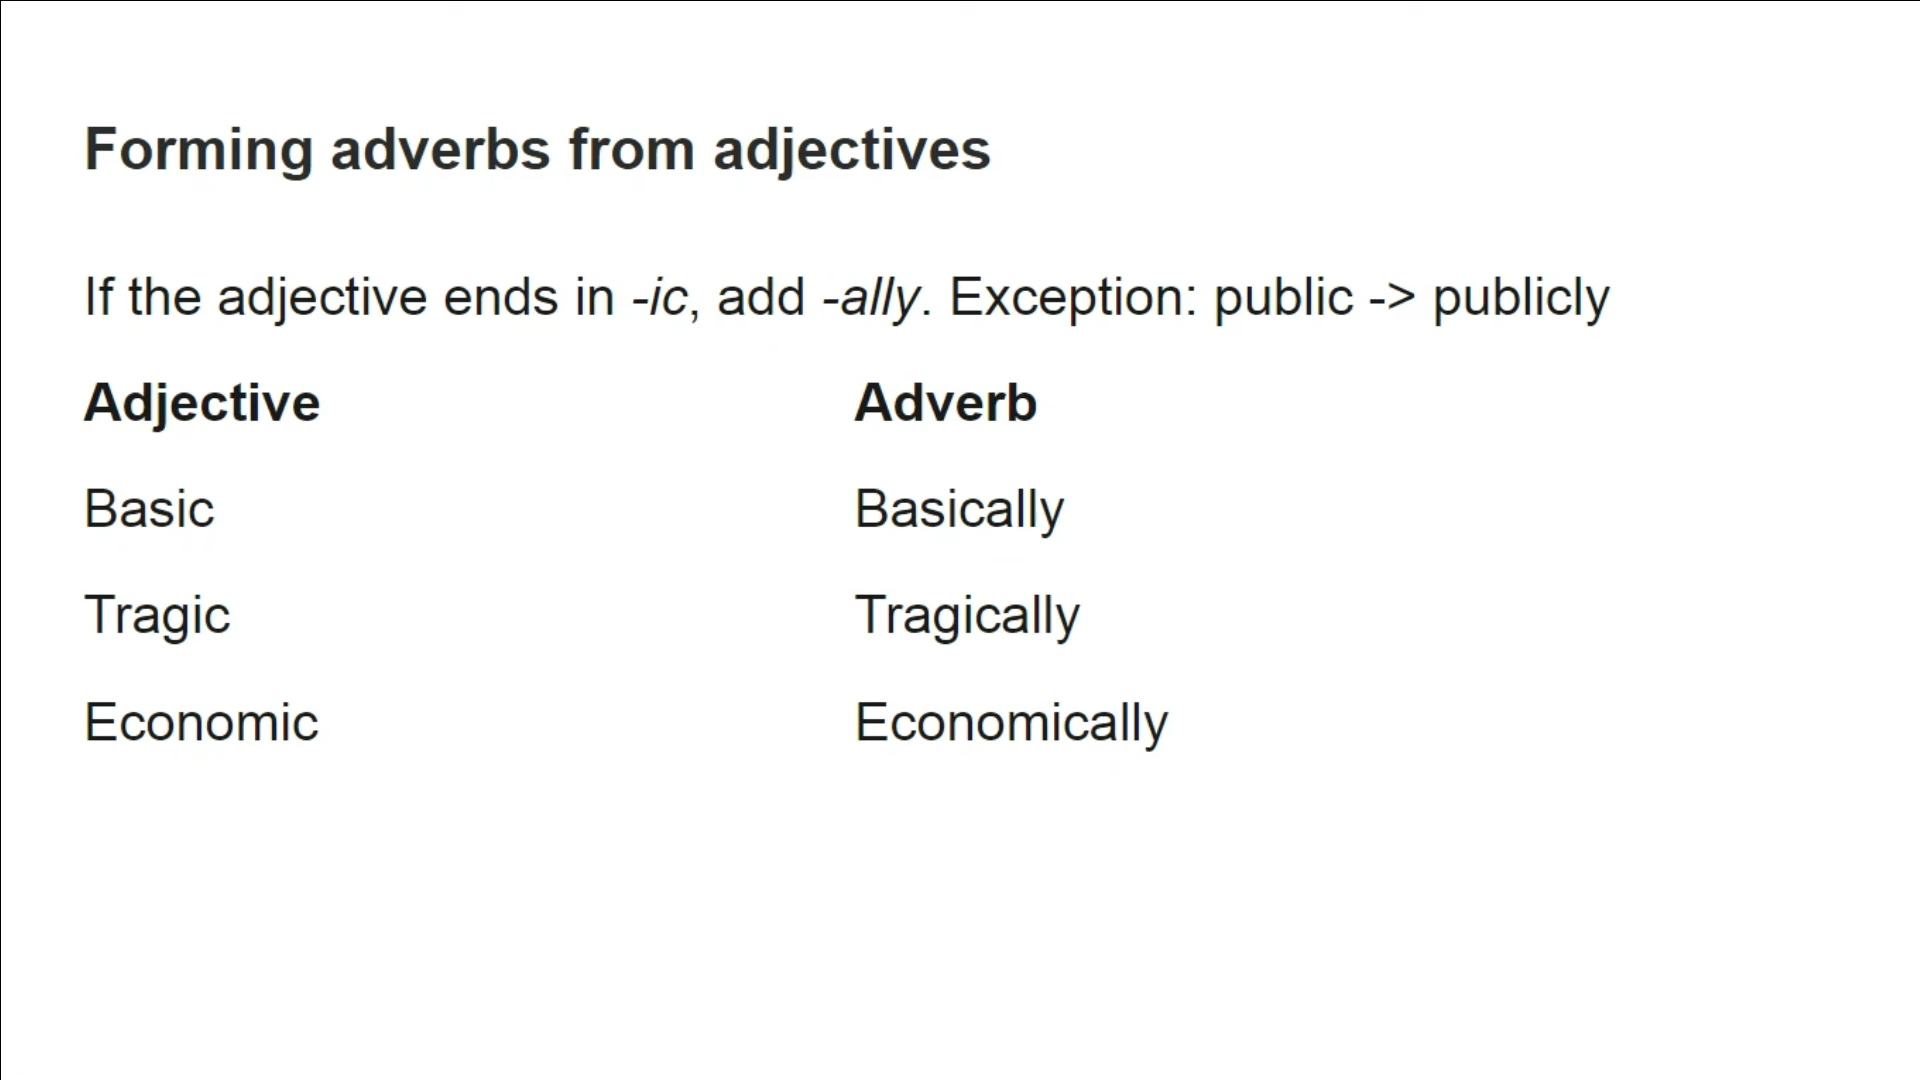 Forming adverbs from adjectives
If the adjective ends in -ic, add -ally. Exception: public -> publicly
Adjective Adverb
Basic Basically
Tragic Tragically
Economic Economically